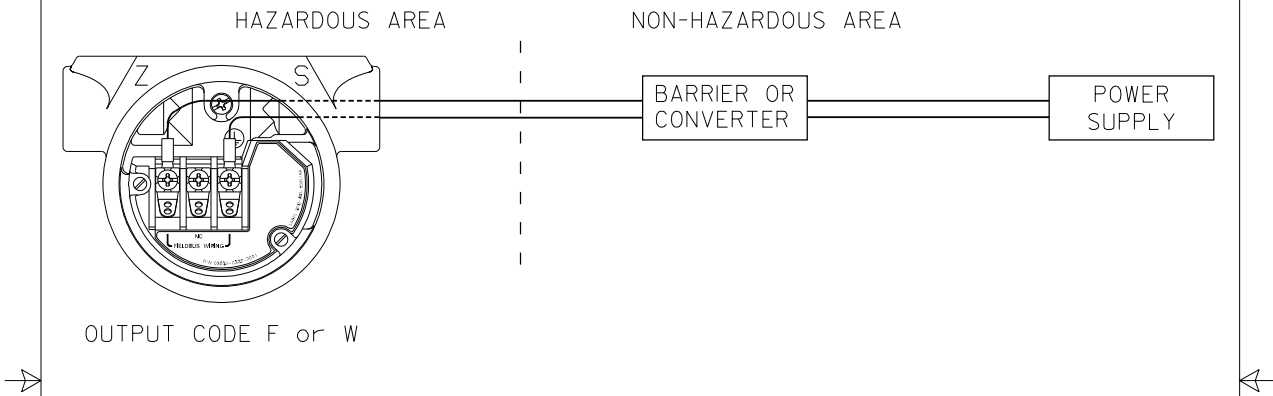 HAZARDOUS AREA
NON-HAZARDOUS AREA
Z
S
BARRIER OR
CONVERTER
POWER
SUPPLY
NC
FIELDBUS WIRING
OUTPUT CODE F or W